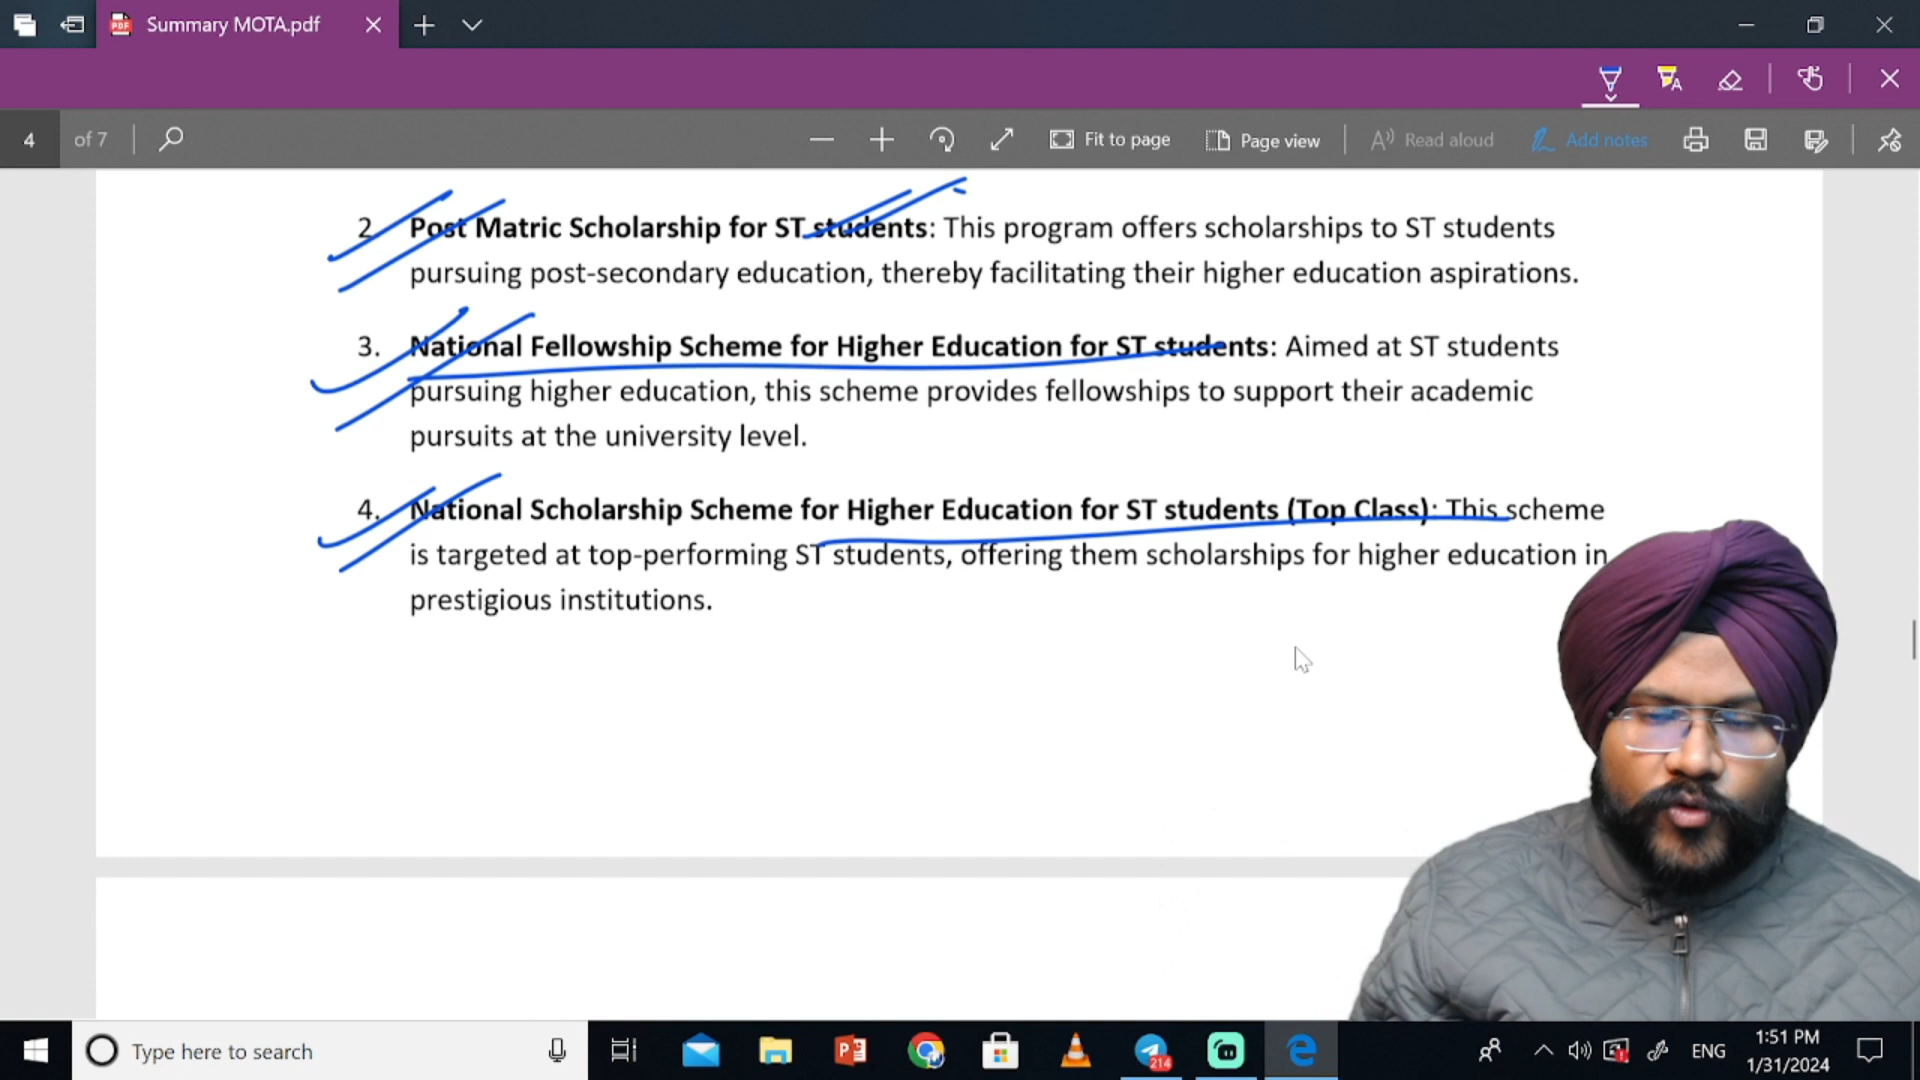 Summary MOTA.pdf
4 of 7
Fit to page
Page view
Read aloud
Add notes
2. Post Matric Scholarship for ST students: This program offers scholarships to ST students
pursuing post-secondary education, thereby facilitating their higher education aspirations.
3. National Fellowship Scheme for Higher Education for ST students: Aimed at ST students
pursuing higher education, this scheme provides fellowships to support their academic
pursuits at the university level.
4. National Scholarship Scheme for Higher Education for ST students (Top Class): This scheme
is targeted at top-performing ST students, offering them scholarships for higher education in
prestigious institutions.
Type here to search
214
ENG
1:51 PM
1/31/2024